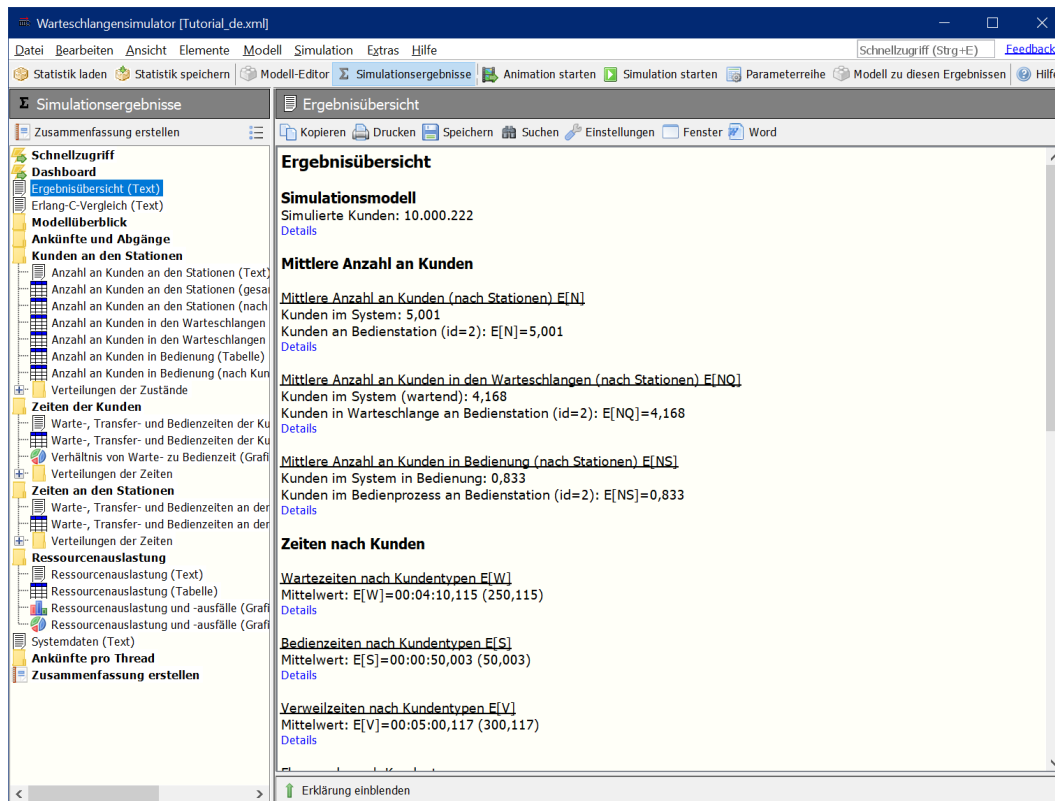 Warteschlangensimulator [Tutorial_de.xml]
Datei Bearbeiten Ansicht Elemente Modell Simulation Extras Hilfe Schnellzugriff (Strg+E) Feedback
Statistik laden Statistik speichern Modell-Editor Σ Simulationsergebnisse Animation starten Simulation starten Parameterreihe Modell zu diesen Ergebnissen Hilfe
Σ Simulationsergebnisse
Zusammenfassung erstellen
Schnellzugriff
Dashboard
Ergebnisübersicht (Text)
Erlang-C-Vergleich (Text)
Modellüberblick
Ankünfte und Abgänge
Kunden an den Stationen
Anzahl an Kunden an den Stationen (Text)
Anzahl an Kunden an den Stationen (gesa
Anzahl an Kunden an den Stationen (nach
Anzahl an Kunden in den Warteschlangen
Anzahl an Kunden in den Warteschlangen
Anzahl an Kunden in Bedienung (Tabelle)
Anzahl an Kunden in Bedienung (nach Kun
Verteilungen der Zustände
Zeiten der Kunden
Warte-, Transfer- und Bedienzeiten der Ku
Warte-, Transfer- und Bedienzeiten der Ku
Verhältnis von Warte- zu Bedienzeit (Grafi
Verteilungen der Zeiten
Zeiten an den Stationen
Warte-, Transfer- und Bedienzeiten an der
Warte-, Transfer- und Bedienzeiten an der
Verteilungen der Zeiten
Ressourcenauslastung
Ressourcenauslastung (Text)
Ressourcenauslastung (Tabelle)
Ressourcenauslastung und -ausfälle (Grafi
Ressourcenauslastung und -ausfälle (Grafi
Systemdaten (Text)
Ankünfte pro Thread
Zusammenfassung erstellen
Ergebnisübersicht
Kopieren Drucken Speichern Suchen Einstellungen Fenster Word
Ergebnisübersicht
Simulationsmodell
Simulierte Kunden: 10.000.222
Details
Mittlere Anzahl an Kunden
Mittlere Anzahl an Kunden (nach Stationen) E[N]
Kunden im System: 5,001
Kunden an Bedienstation (id=2): E[N]=5,001
Details
Mittlere Anzahl an Kunden in den Warteschlangen (nach Stationen) E[NQ]
Kunden im System (wartend): 4,168
Kunden in Warteschlange an Bedienstation (id=2): E[NQ]=4,168
Details
Mittlere Anzahl an Kunden in Bedienung (nach Stationen) E[NS]
Kunden im System in Bedienung: 0,833
Kunden im Bedienprozess an Bedienstation (id=2): E[NS]=0,833
Details
Zeiten nach Kunden
Wartezeiten nach Kundentypen E[W]
Mittelwert: E[W]=00:04:10,115 (250,115)
Details
Bedienzeiten nach Kundentypen E[S]
Mittelwert: E[S]=00:00:50,003 (50,003)
Details
Verweilzeiten nach Kundentypen E[V]
Mittelwert: E[V]=00:05:00,117 (300,117)
Details
Erklärung einblenden